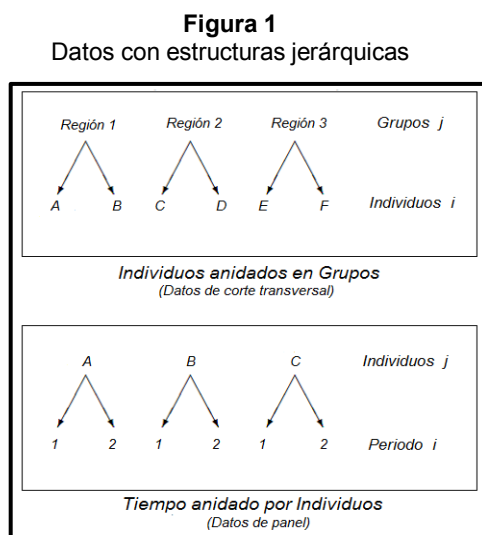 Figura 1
Datos con estructuras jerárquicas
Región 1 Región 2 Región 3 Grupos j
A B C D E F Individuos i
Individuos anidados en Grupos
(Datos de corte transversal)
A B C Individuos j
1 2 1 2 1 2 Periodo i
Tiempo anidado por Individuos
(Datos de panel)